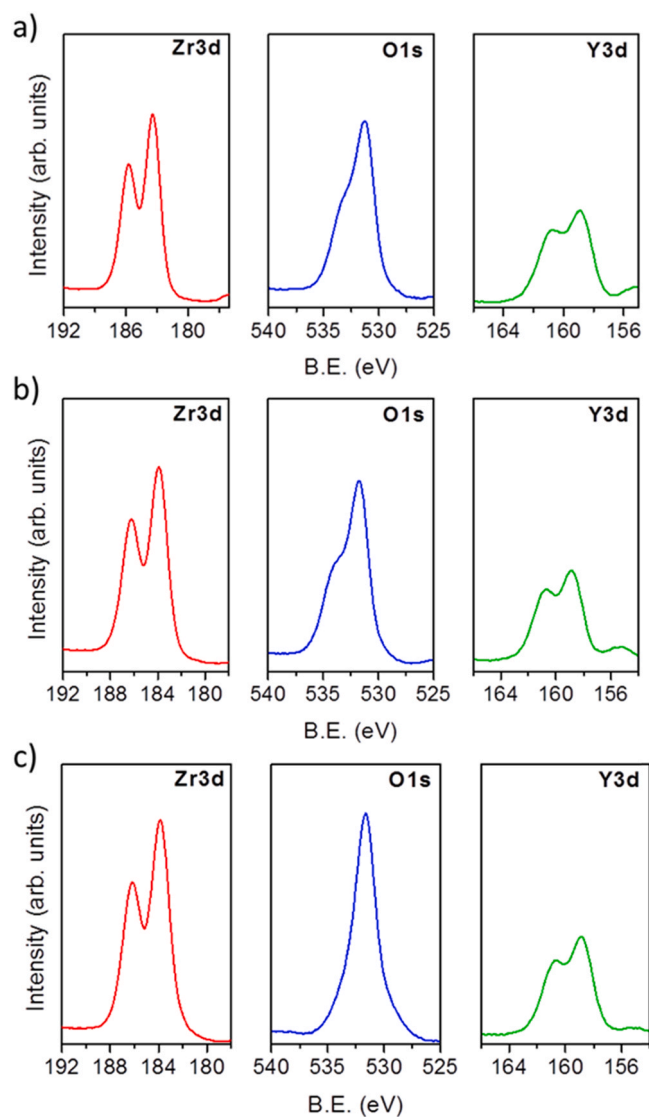 a)
Zr3d
O1s
Y3d
Intensity (arb. units)
192 186 180
540 535 530 525
164 160 156
B.E. (eV)
b)
Zr3d
O1s
Y3d
Intensity (arb. units)
192 188 184 180
540 535 530 525
164 160 156
B.E. (eV)
c)
Zr3d
O1s
Y3d
Intensity (arb. units)
192 188 184 180
540 535 530 525
164 160 156
B.E. (eV)